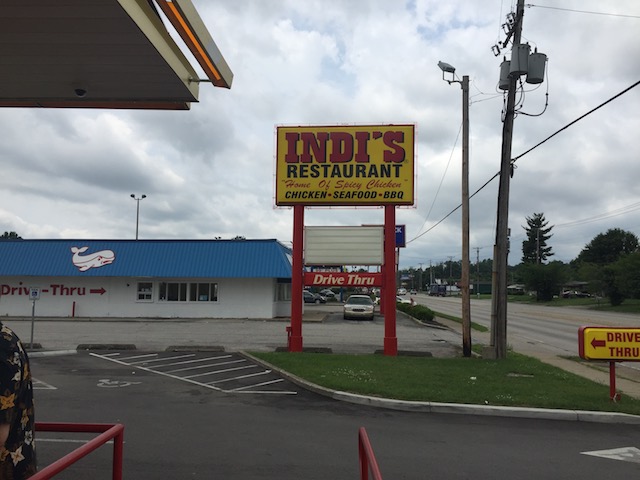 INDI'S
RESTAURANT
"Home Of Spicy Chicken"
CHICKEN•SEAFOOD•BBQ
Drive Thru
Drive-Thru
DRIVE
THRU